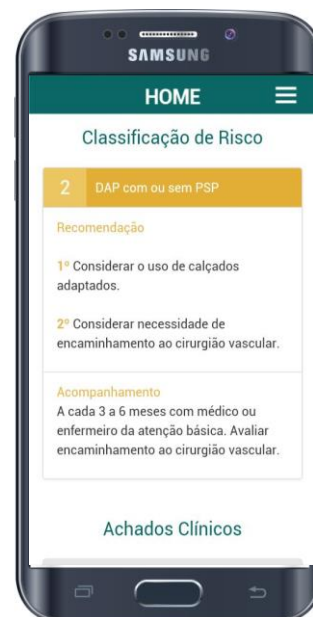 SAMSUNG
HOME
Classificação de Risco
2 DAP com ou sem PSP
Recomendação
1º Considerar o uso de calçados
adaptados.
2º Considerar necessidade de
encaminhamento ao cirurgião vascular.
Acompanhamento
A cada 3 a 6 meses com médico ou
enfermeiro da atenção básica. Avaliar
encaminhamento ao cirurgião vascular.
Achados Clínicos